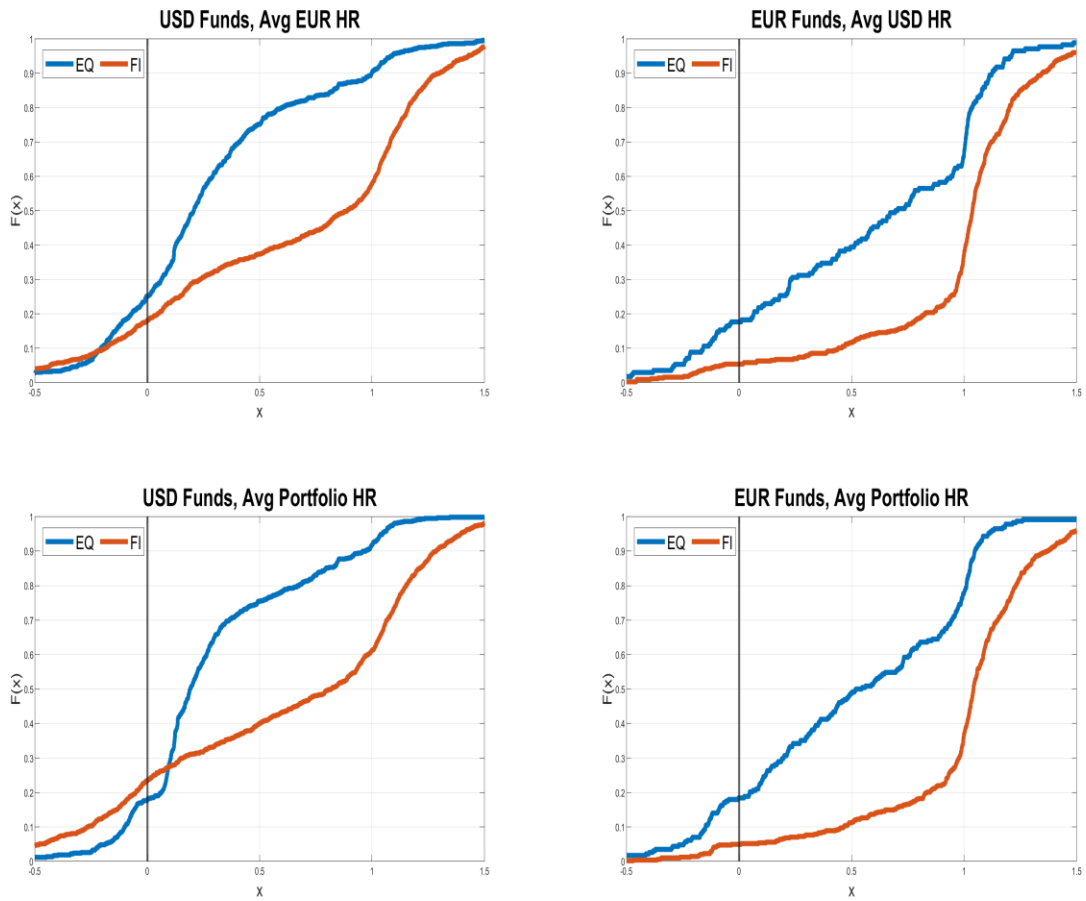 USD Funds, Avg EUR HR
EQ FI
F(x)
1
0.9
0.8
0.7
0.6
0.5
0.4
0.3
0.2
0.1
0
-0.5 0 0.5 1 1.5
x
EUR Funds, Avg USD HR
EQ FI
F(x)
1
0.9
0.8
0.7
0.6
0.5
0.4
0.3
0.2
0.1
0
-0.5 0 0.5 1 1.5
x
USD Funds, Avg Portfolio HR
EQ FI
F(x)
1
0.9
0.8
0.7
0.6
0.5
0.4
0.3
0.2
0.1
0
-0.5 0 0.5 1 1.5
x
EUR Funds, Avg Portfolio HR
EQ FI
F(x)
1
0.9
0.8
0.7
0.6
0.5
0.4
0.3
0.2
0.1
0
-0.5 0 0.5 1 1.5
x